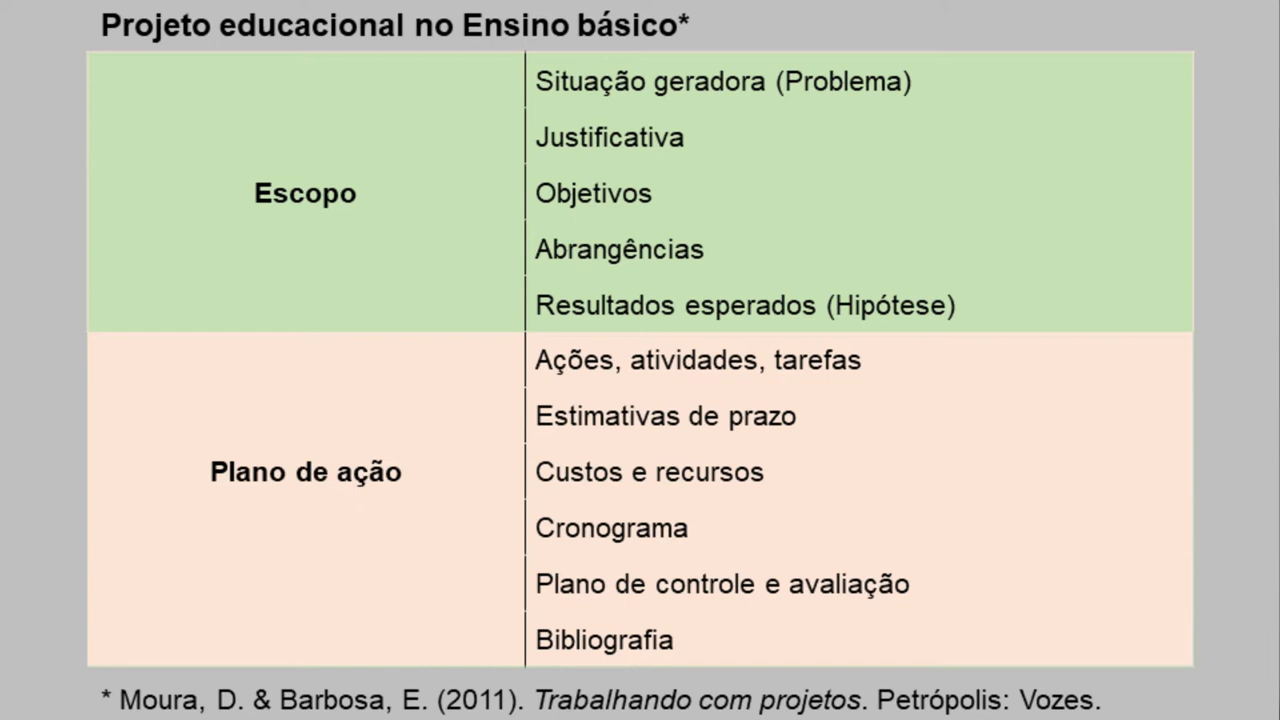 Projeto educacional no Ensino básico*
Escopo
Situação geradora (Problema)
Justificativa
Objetivos
Abrangências
Resultados esperados (Hipótese)
Plano de ação
Ações, atividades, tarefas
Estimativas de prazo
Custos e recursos
Cronograma
Plano de controle e avaliação
Bibliografia
* Moura, D. & Barbosa, E. (2011). Trabalhando com projetos. Petrópolis: Vozes.